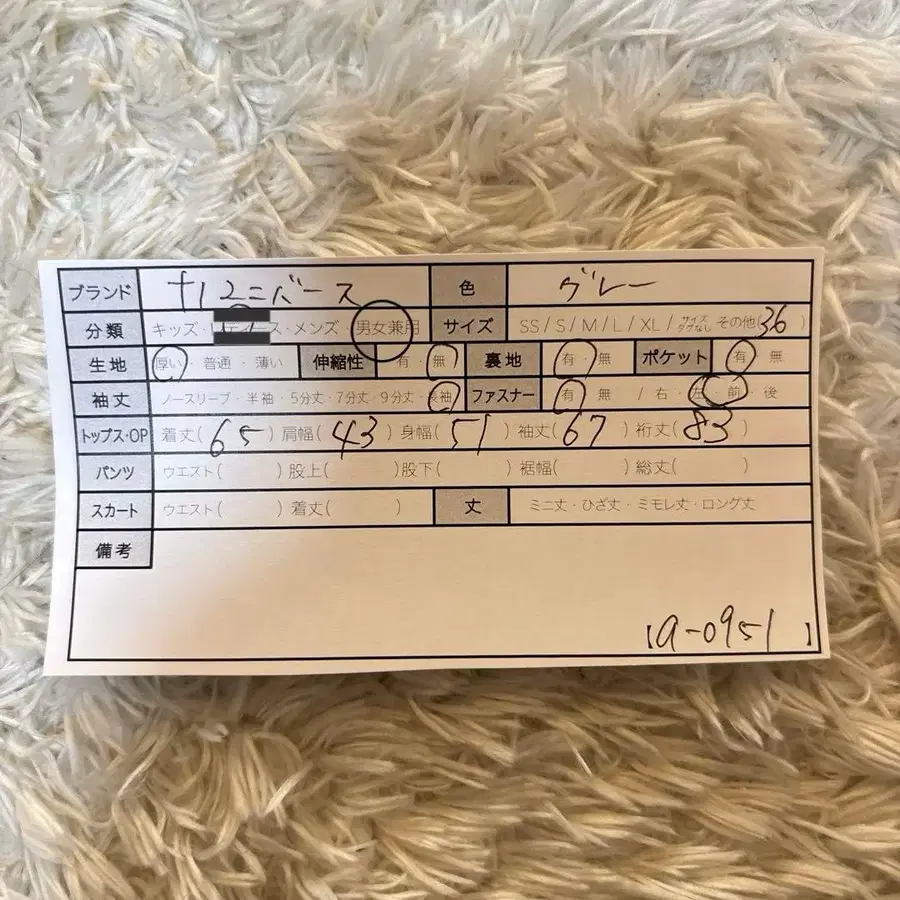 ブランド ナノユニバース 色 グレー
分類 キッズ・レディース・メンズ・男女兼用 サイズ SS / S / M / L / XL / サイズタグなし その他(36)
生地 厚い・普通・薄い 伸縮性 有・無 裏地 有・無 ポケット 有・無
袖丈 ノースリーブ・半袖・5分丈・7分丈・9分丈・長袖 ファスナー 有・無 / 右・左・前・後
トップス・OP 着丈(65)肩幅(43)身幅(51)袖丈(67)裄丈(83)
パンツ ウエスト( )股上( )股下( )裾幅( )総丈( )
スカート ウエスト( )着丈( ) 丈 ミニ丈・ひざ丈・ミモレ丈・ロング丈
備考
【a-0951】